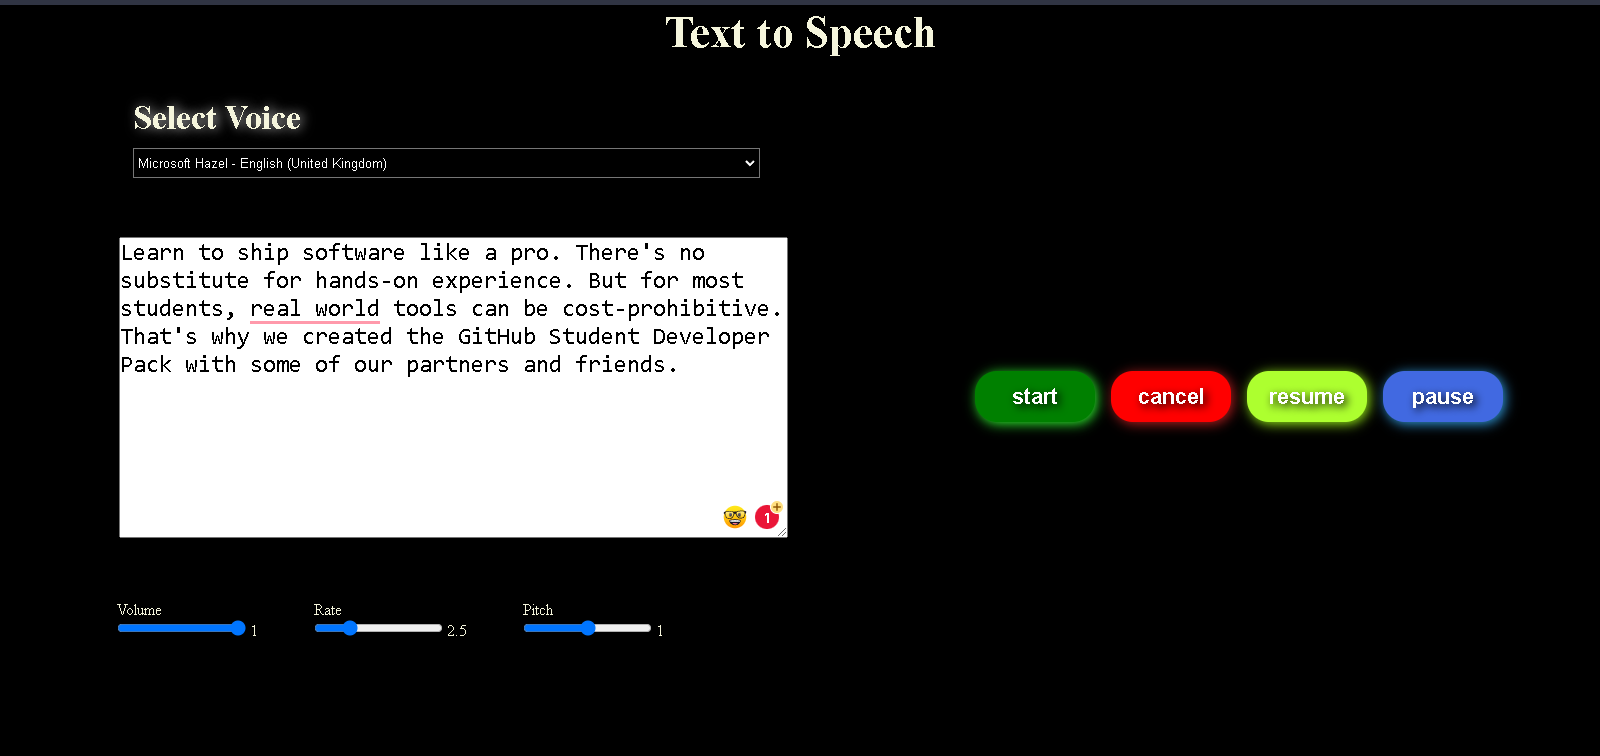 Text to Speech
Select Voice
Microsoft Hazel - English (United Kingdom)
Learn to ship software like a pro. There's no
substitute for hands-on experience. But for most
students, real world tools can be cost-prohibitive.
That's why we created the GitHub Student Developer
Pack with some of our partners and friends.
1
start cancel resume pause
Volume Rate Pitch
1 2.5 1